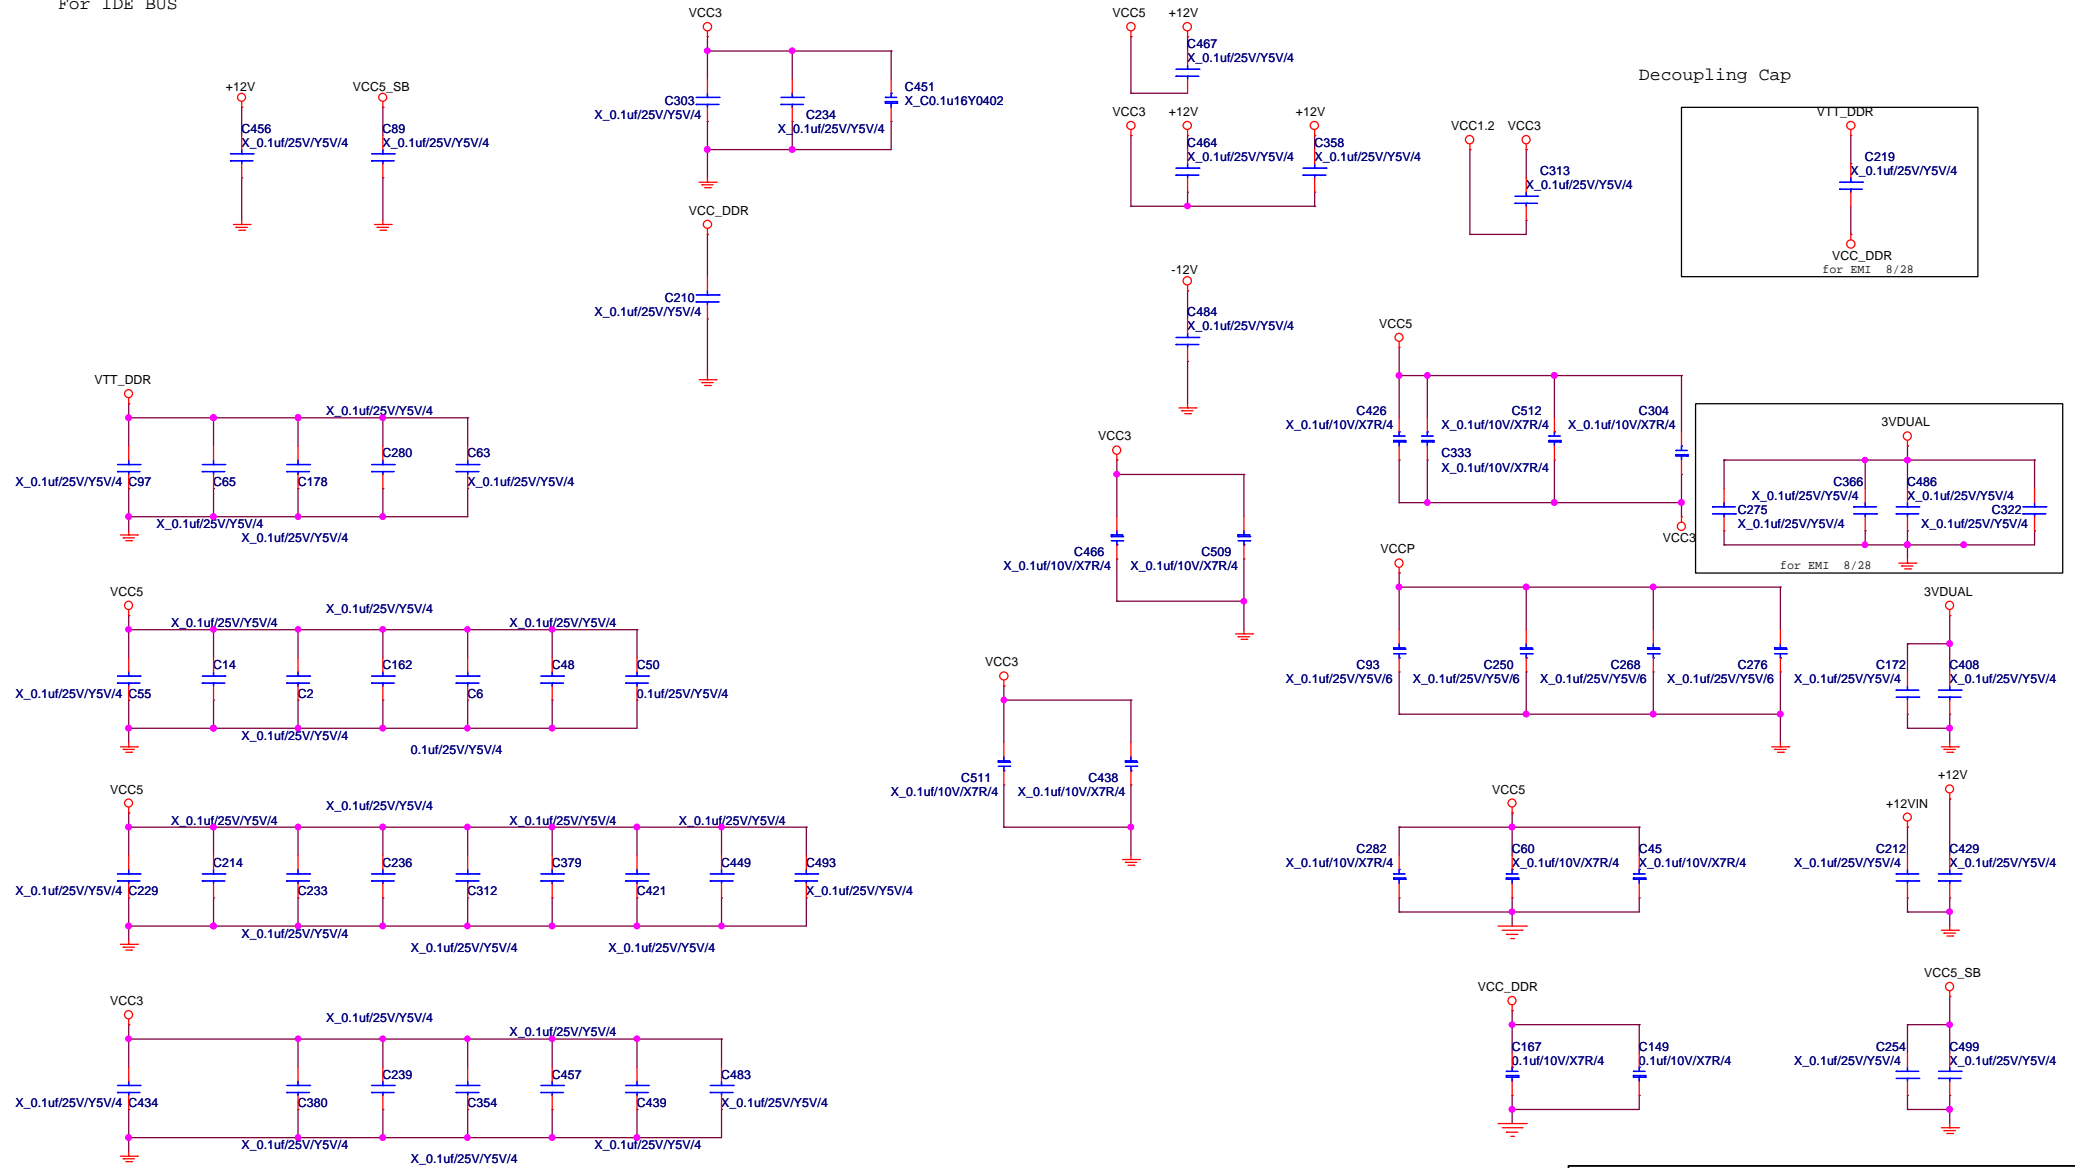 For IDE BUS
+12V
C456
X_0.1uf/25V/Y5V/4
VCC5_SB
C89
X_0.1uf/25V/Y5V/4
VCC3
C303
X_0.1uf/25V/Y5V/4
C234
X_0.1uf/25V/Y5V/4
C451
X_C0.1u16Y0402
VCC_DDR
C210
X_0.1uf/25V/Y5V/4
VCC5
+12V
C467
X_0.1uf/25V/Y5V/4
VCC3
+12V
C464
X_0.1uf/25V/Y5V/4
+12V
C358
X_0.1uf/25V/Y5V/4
VCC1.2
VCC3
C313
X_0.1uf/25V/Y5V/4
Decoupling Cap
VTT_DDR
C219
X_0.1uf/25V/Y5V/4
VCC_DDR
for EMI 8/28
-12V
C484
X_0.1uf/25V/Y5V/4
VTT_DDR
X_0.1uf/25V/Y5V/4
C280
C63
X_0.1uf/25V/Y5V/4
C97
C65
C178
X_0.1uf/25V/Y5V/4
X_0.1uf/25V/Y5V/4
X_0.1uf/25V/Y5V/4
VCC5
C426
X_0.1uf/10V/X7R/4
C512
X_0.1uf/10V/X7R/4
C304
X_0.1uf/10V/X7R/4
C333
X_0.1uf/10V/X7R/4
VCC3
3VDUAL
C366
X_0.1uf/25V/Y5V/4
C486
X_0.1uf/25V/Y5V/4
C275
X_0.1uf/25V/Y5V/4
C322
X_0.1uf/25V/Y5V/4
for EMI 8/28
VCC3
C466
X_0.1uf/10V/X7R/4
C509
X_0.1uf/10V/X7R/4
VCC5
X_0.1uf/25V/Y5V/4
X_0.1uf/25V/Y5V/4
X_0.1uf/25V/Y5V/4
C14
C162
C48
C50
X_0.1uf/25V/Y5V/4
C55
C2
C6
0.1uf/25V/Y5V/4
X_0.1uf/25V/Y5V/4
0.1uf/25V/Y5V/4
VCCP
C93
X_0.1uf/25V/Y5V/6
C250
X_0.1uf/25V/Y5V/6
C268
X_0.1uf/25V/Y5V/6
C276
X_0.1uf/25V/Y5V/6
3VDUAL
C172
X_0.1uf/25V/Y5V/4
C408
X_0.1uf/25V/Y5V/4
VCC3
C511
X_0.1uf/10V/X7R/4
C438
X_0.1uf/10V/X7R/4
VCC5
X_0.1uf/25V/Y5V/4
X_0.1uf/25V/Y5V/4
X_0.1uf/25V/Y5V/4
X_0.1uf/25V/Y5V/4
C214
C236
C379
C449
C493
X_0.1uf/25V/Y5V/4
C229
C233
C312
C421
X_0.1uf/25V/Y5V/4
X_0.1uf/25V/Y5V/4
X_0.1uf/25V/Y5V/4
X_0.1uf/25V/Y5V/4
VCC5
C282
X_0.1uf/10V/X7R/4
C60
X_0.1uf/10V/X7R/4
C45
X_0.1uf/10V/X7R/4
+12V
+12VIN
C212
X_0.1uf/25V/Y5V/4
C429
X_0.1uf/25V/Y5V/4
VCC3
X_0.1uf/25V/Y5V/4
X_0.1uf/25V/Y5V/4
C239
C457
C483
X_0.1uf/25V/Y5V/4
C434
C380
C354
C439
X_0.1uf/25V/Y5V/4
X_0.1uf/25V/Y5V/4
X_0.1uf/25V/Y5V/4
X_0.1uf/25V/Y5V/4
VCC_DDR
C167
0.1uf/10V/X7R/4
C149
0.1uf/10V/X7R/4
VCC5_SB
C254
X_0.1uf/25V/Y5V/4
C499
X_0.1uf/25V/Y5V/4